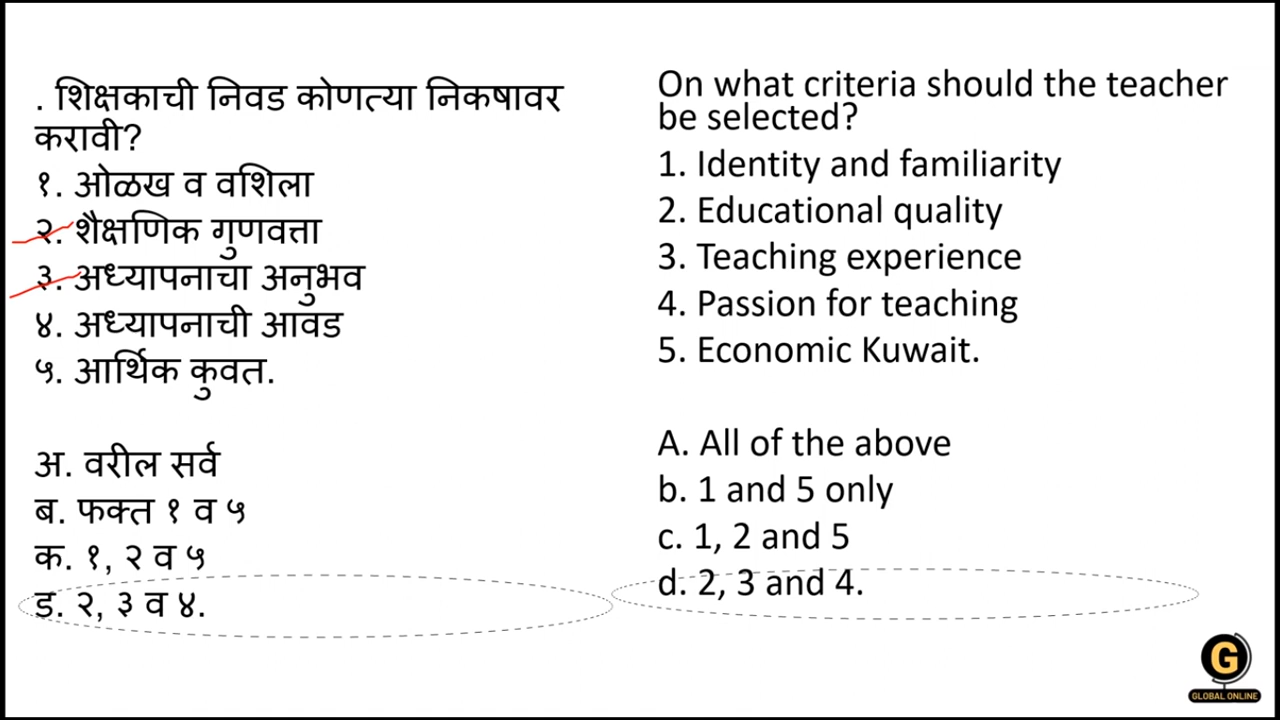 . शिक्षकाची निवड कोणत्या निकषावर
करावी?
१. ओळख व वशिला
२. शैक्षणिक गुणवत्ता
३. अध्यापनाचा अनुभव
४. अध्यापनाची आवड
५. आर्थिक कुवत.
अ. वरील सर्व
ब. फक्त १ व ५
क. १, २ व ५
ड. २, ३ व ४.
On what criteria should the teacher
be selected?
1. Identity and familiarity
2. Educational quality
3. Teaching experience
4. Passion for teaching
5. Economic Kuwait.
A. All of the above
b. 1 and 5 only
c. 1, 2 and 5
d. 2, 3 and 4.
G
GLOBAL ONLINE